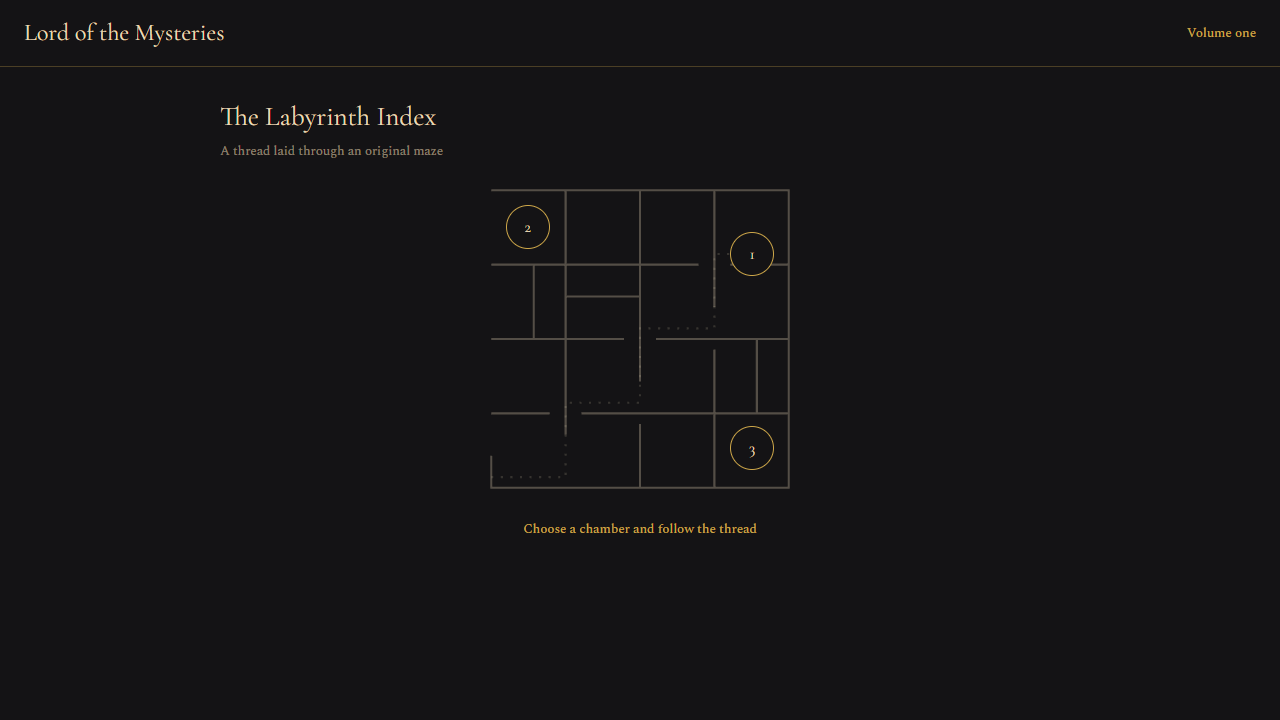 Lord of the Mysteries
Volume one
The Labyrinth Index
A thread laid through an original maze
2
1
3
Choose a chamber and follow the thread